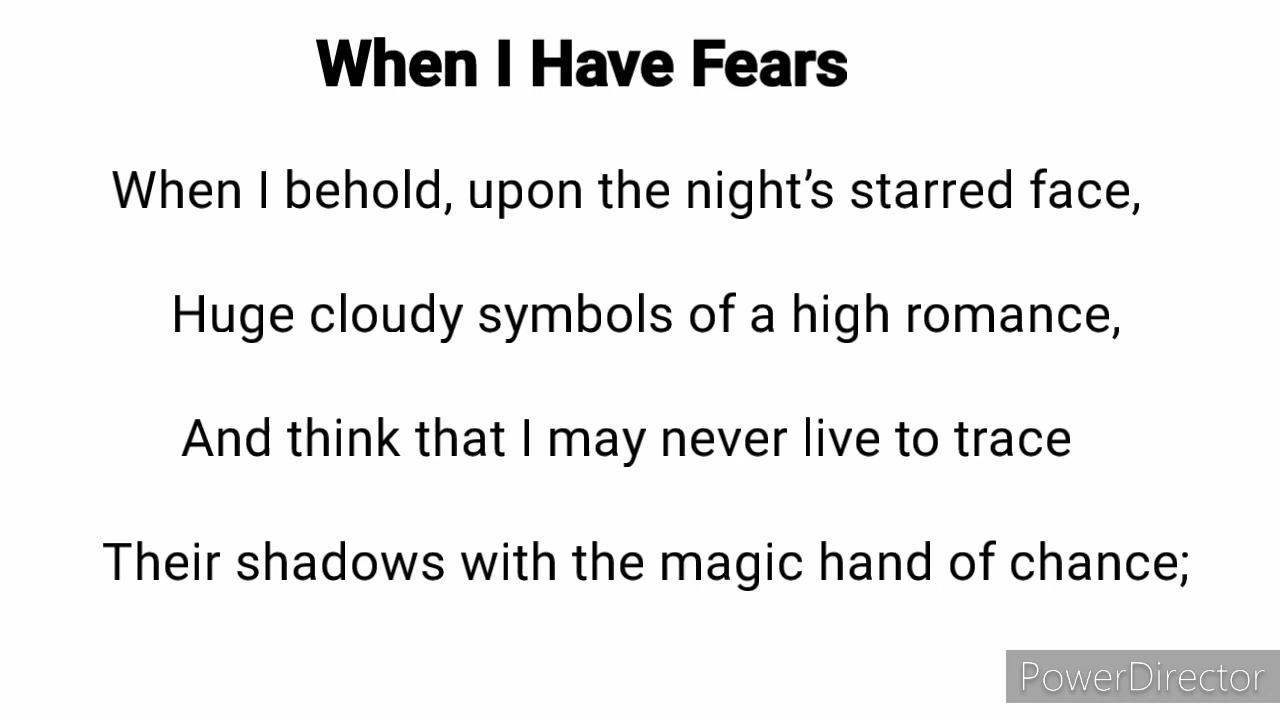 When I Have Fears
When I behold, upon the night’s starred face,
Huge cloudy symbols of a high romance,
And think that I may never live to trace
Their shadows with the magic hand of chance;
PowerDirector